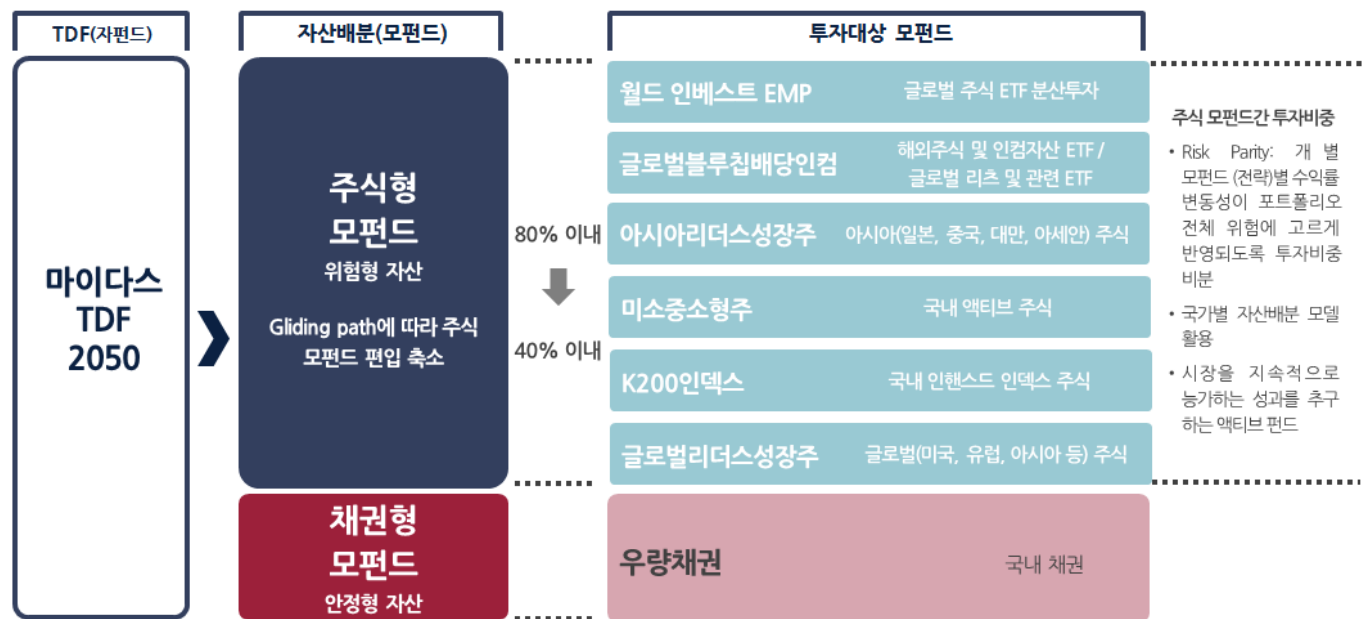 TDF(자펀드)
자산배분(모펀드)
투자대상 모펀드
마이다스
TDF
2050
주식형
모펀드
위험형 자산
Gliding path에 따라 주식
모펀드 편입 축소
80% 이내
40% 이내
월드 인베스트 EMP
글로벌 주식 ETF 분산투자
글로벌블루칩배당인컴
해외주식 및 인컴자산 ETF /
글로벌 리츠 및 관련 ETF
아시아리더스성장주
아시아(일본, 중국, 대만, 아세안) 주식
미소중소형주
국내 액티브 주식
K200인덱스
국내 인핸스드 인덱스 주식
글로벌리더스성장주
글로벌(미국, 유럽, 아시아 등) 주식
주식 모펀드간 투자비중
• Risk Parity: 개별
모펀드 (전략)별 수익률
변동성이 포트폴리오
전체 위험에 고르게
반영되도록 투자비중
비분
• 국가별 자산배분 모델
활용
• 시장을 지속적으로
능가하는 성과를 추구
하는 액티브 펀드
채권형
모펀드
안정형 자산
우량채권
국내 채권